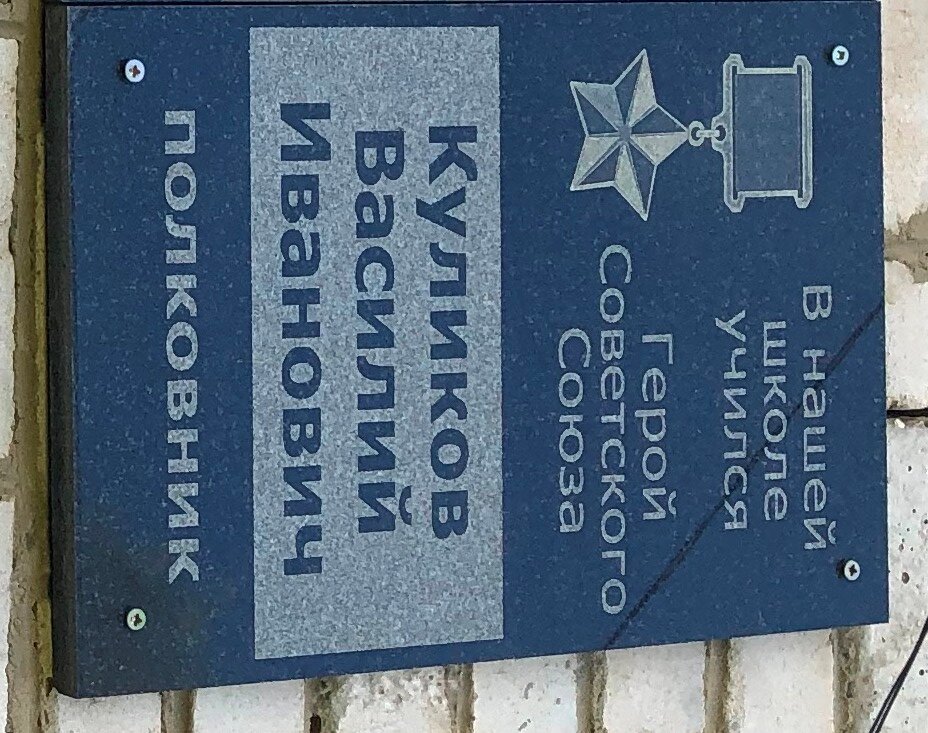 В нашей
школе
учился
Герой
Советского
Союза
Куликов
Василий
Иванович
полковник